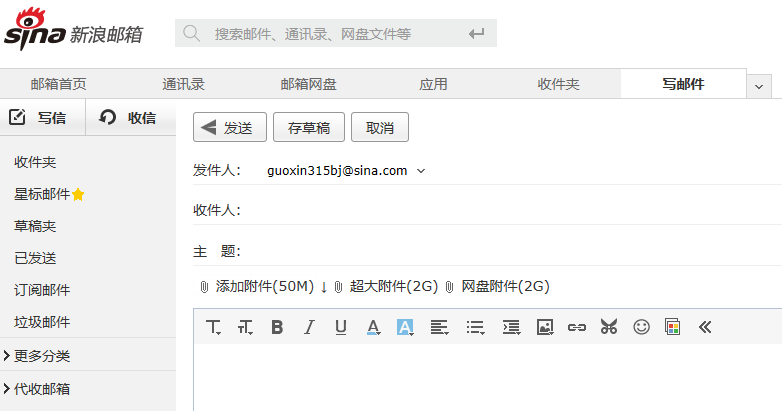 sina 新浪邮箱
搜索邮件、通讯录、网盘文件等
邮箱首页 通讯录 邮箱网盘 应用 收件夹 写邮件
写信 收信
发送 存草稿 取消
收件夹
发件人： guoxin315bj@sina.com
星标邮件
收件人：
草稿夹
主 题：
已发送
添加附件(50M) ↓ 超大附件(2G) 网盘附件(2G)
订阅邮件
垃圾邮件
T T B I U A A
更多分类
代收邮箱